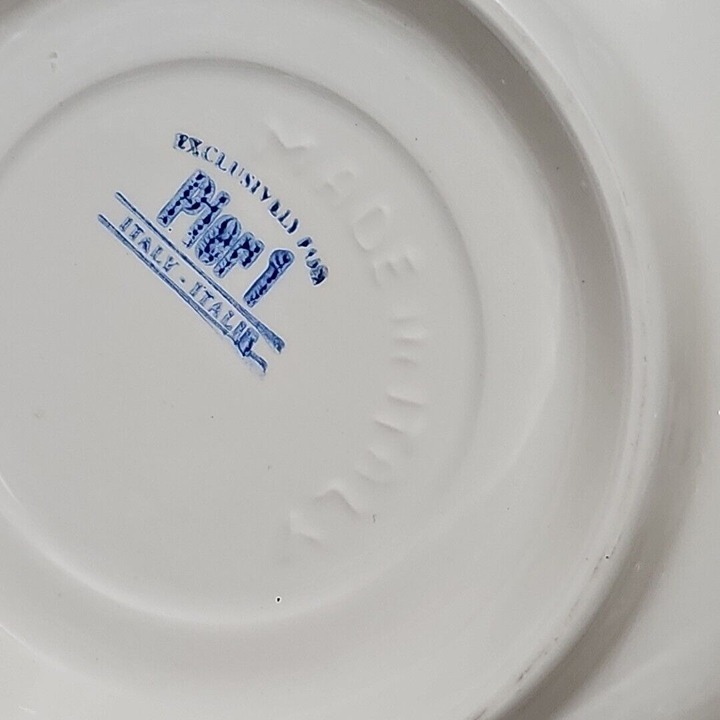 EXCLUSIVELY FOR
Pier 1
ITALY - ITALIE
MADE IN ITALY